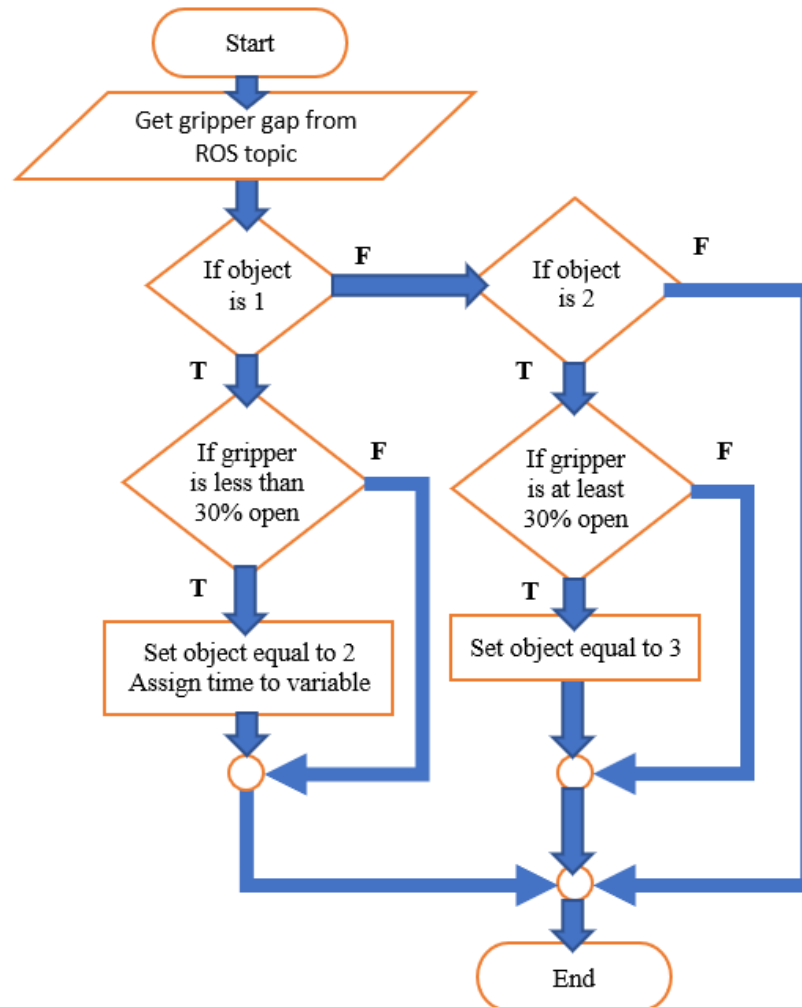 Start
Get gripper gap from
ROS topic
If object
is 1
F
If object
is 2
F
T
T
If gripper
is less than
30% open
F
If gripper
is at least
30% open
F
T
T
Set object equal to 2
Assign time to variable
Set object equal to 3
End